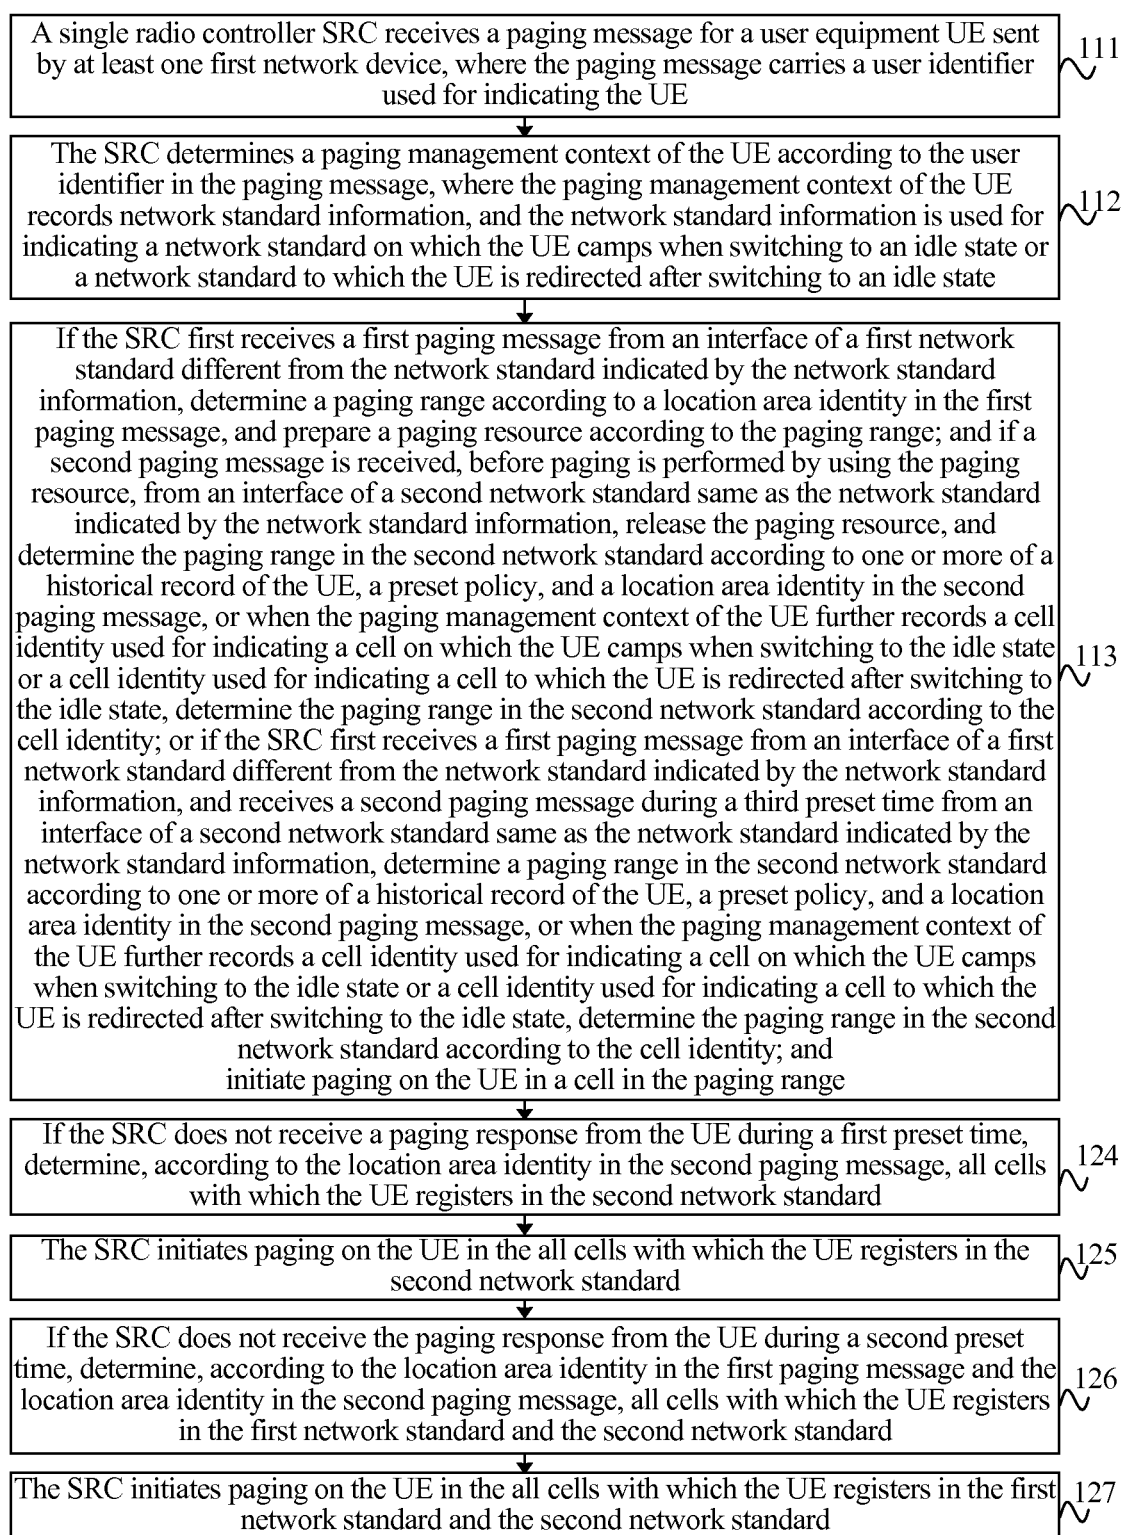 A single radio controller SRC receives a paging message for a user equipment UE sent
by at least one first network device, where the paging message carries a user identifier
used for indicating the UE
111
The SRC determines a paging management context of the UE according to the user
identifier in the paging message, where the paging management context of the UE
records network standard information, and the network standard information is used for
indicating a network standard on which the UE camps when switching to an idle state or
a network standard to which the UE is redirected after switching to an idle state
112
If the SRC first receives a first paging message from an interface of a first network
standard different from the network standard indicated by the network standard
information, determine a paging range according to a location area identity in the first
paging message, and prepare a paging resource according to the paging range; and if a
second paging message is received, before paging is performed by using the paging
resource, from an interface of a second network standard same as the network standard
indicated by the network standard information, release the paging resource, and
determine the paging range in the second network standard according to one or more of a
historical record of the UE, a preset policy, and a location area identity in the second
paging message, or when the paging management context of the UE further records a cell
identity used for indicating a cell on which the UE camps when switching to the idle state
or a cell identity used for indicating a cell to which the UE is redirected after switching to
the idle state, determine the paging range in the second network standard according to the
cell identity; or if the SRC first receives a first paging message from an interface of a first
network standard different from the network standard indicated by the network standard
information, and receives a second paging message during a third preset time from an
interface of a second network standard same as the network standard indicated by the
network standard information, determine a paging range in the second network standard
according to one or more of a historical record of the UE, a preset policy, and a location
area identity in the second paging message, or when the paging management context of
the UE further records a cell identity used for indicating a cell on which the UE camps
when switching to the idle state or a cell identity used for indicating a cell to which the
UE is redirected after switching to the idle state, determine the paging range in the second
network standard according to the cell identity; and
initiate paging on the UE in a cell in the paging range
113
If the SRC does not receive a paging response from the UE during a first preset time,
determine, according to the location area identity in the second paging message, all cells
with which the UE registers in the second network standard
124
The SRC initiates paging on the UE in the all cells with which the UE registers in the
second network standard
125
If the SRC does not receive the paging response from the UE during a second preset
time, determine, according to the location area identity in the first paging message and the
location area identity in the second paging message, all cells with which the UE registers
in the first network standard and the second network standard
126
The SRC initiates paging on the UE in the all cells with which the UE registers in the first
network standard and the second network standard
127